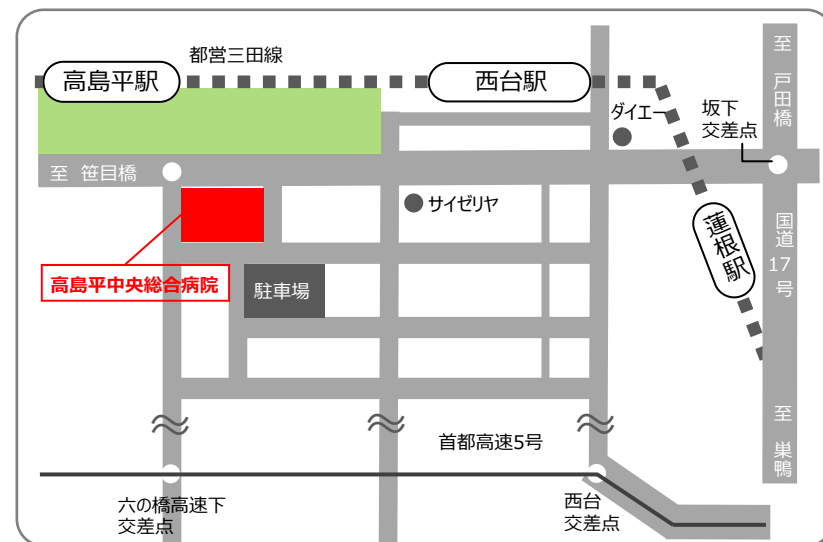 都営三田線
高島平駅
西台駅
至 戸田橋
ダイエー
坂下
交差点
至 笹目橋
サイゼリヤ
蓮根駅
国道17号
高島平中央総合病院
駐車場
至 巣鴨
首都高速5号
六の橋高速下
交差点
西台
交差点